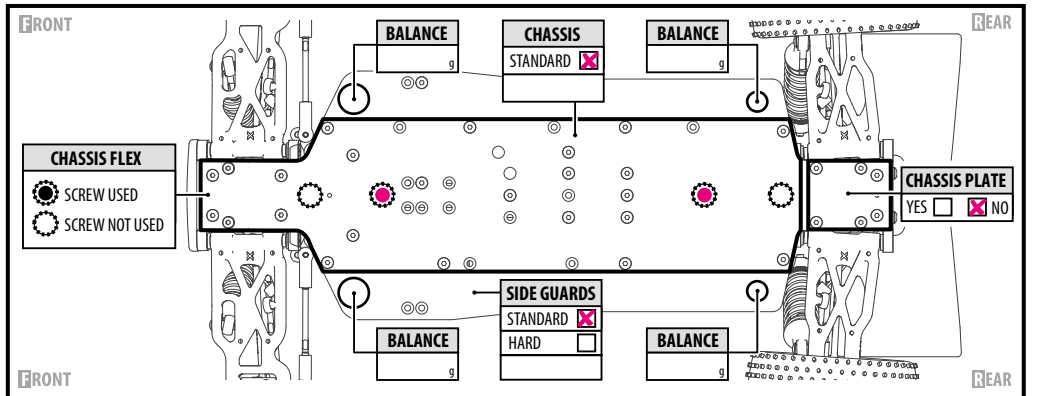 FRONT
REAR
BALANCE
g
CHASSIS
STANDARD
BALANCE
g
CHASSIS FLEX
SCREW USED
SCREW NOT USED
CHASSIS PLATE
YES NO
SIDE GUARDS
STANDARD
HARD
BALANCE
g
BALANCE
g
FRONT
REAR